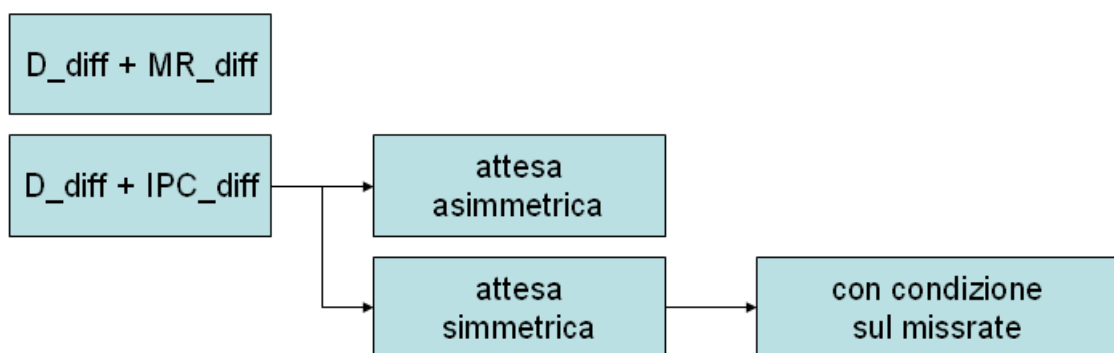 D_diff + MR_diff
D_diff + IPC_diff
attesa
asimmetrica
attesa
simmetrica
con condizione
sul missrate